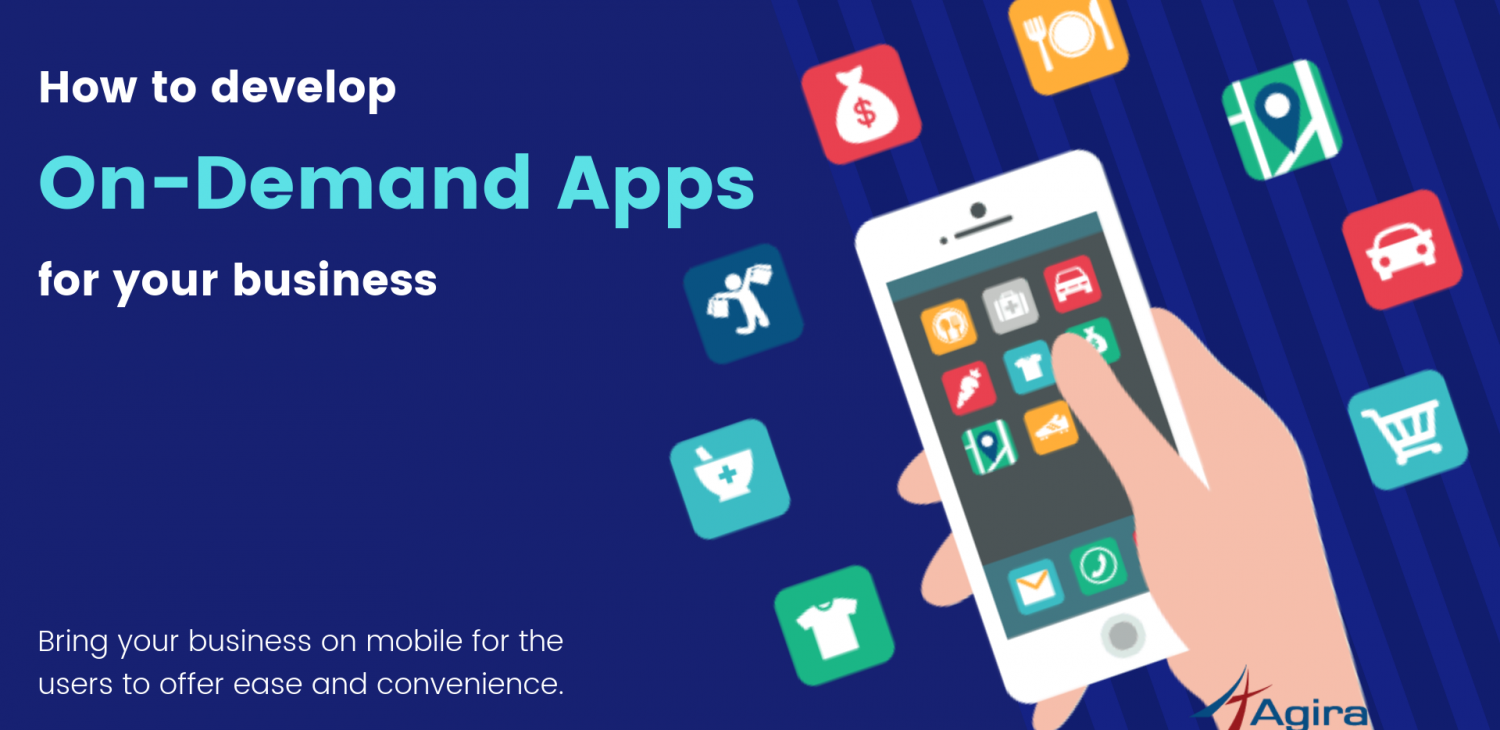 How to develop
On-Demand Apps
for your business
Bring your business on mobile for the
users to offer ease and convenience.
$
Agira